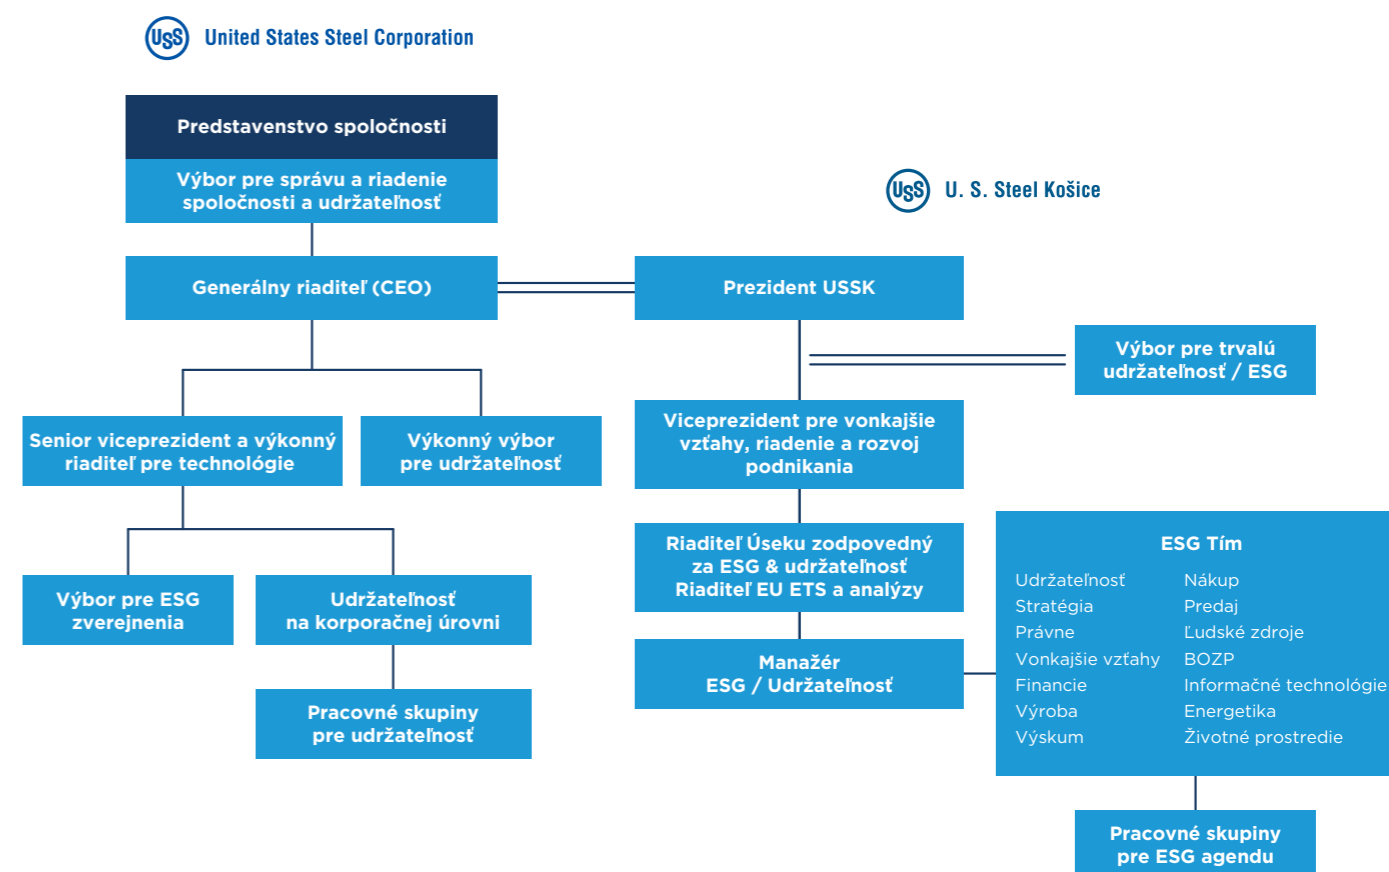 USS
United States Steel Corporation
Predstavenstvo spoločnosti
Výbor pre správu a riadenie
spoločnosti a udržateľnosť
USS
U. S. Steel Košice
Generálny riaditeľ (CEO)
Prezident USSK
Výbor pre trvalú
udržateľnosť / ESG
Senior viceprezident a výkonný
riaditeľ pre technológie
Výkonný výbor
pre udržateľnosť
Viceprezident pre vonkajšie
vzťahy, riadenie a rozvoj
podnikania
Riaditeľ Úseku zodpovedný
za ESG & udržateľnosť
Riaditeľ EU ETS a analýzy
Výbor pre ESG
zverejnenia
Udržateľnosť
na korporačnej úrovni
Manažér
ESG / Udržateľnosť
Pracovné skupiny
pre udržateľnosť
ESG Tím
Udržateľnosť
Stratégia
Právne
Vonkajšie vzťahy
Financie
Výroba
Výskum
Nákup
Predaj
Ľudské zdroje
BOZP
Informačné technológie
Energetika
Životné prostredie
Pracovné skupiny
pre ESG agendu